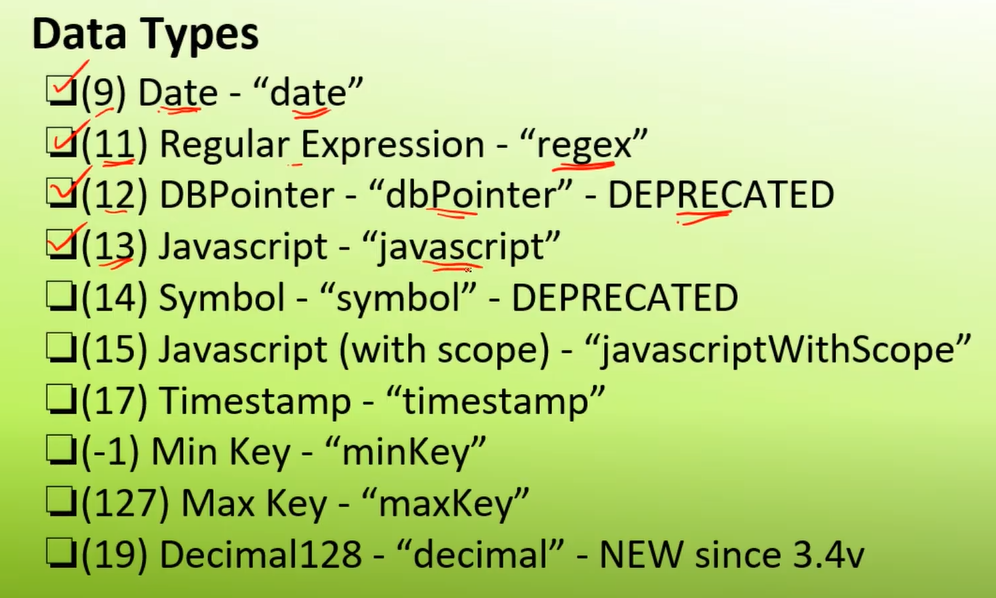 Data Types
(9) Date - “date”
(11) Regular Expression - “regex”
(12) DBPointer - “dbPointer” - DEPRECATED
(13) Javascript - “javascript”
(14) Symbol - “symbol” - DEPRECATED
(15) Javascript (with scope) - “javascriptWithScope”
(17) Timestamp - “timestamp”
(-1) Min Key - “minKey”
(127) Max Key - “maxKey”
(19) Decimal128 - “decimal” - NEW since 3.4v